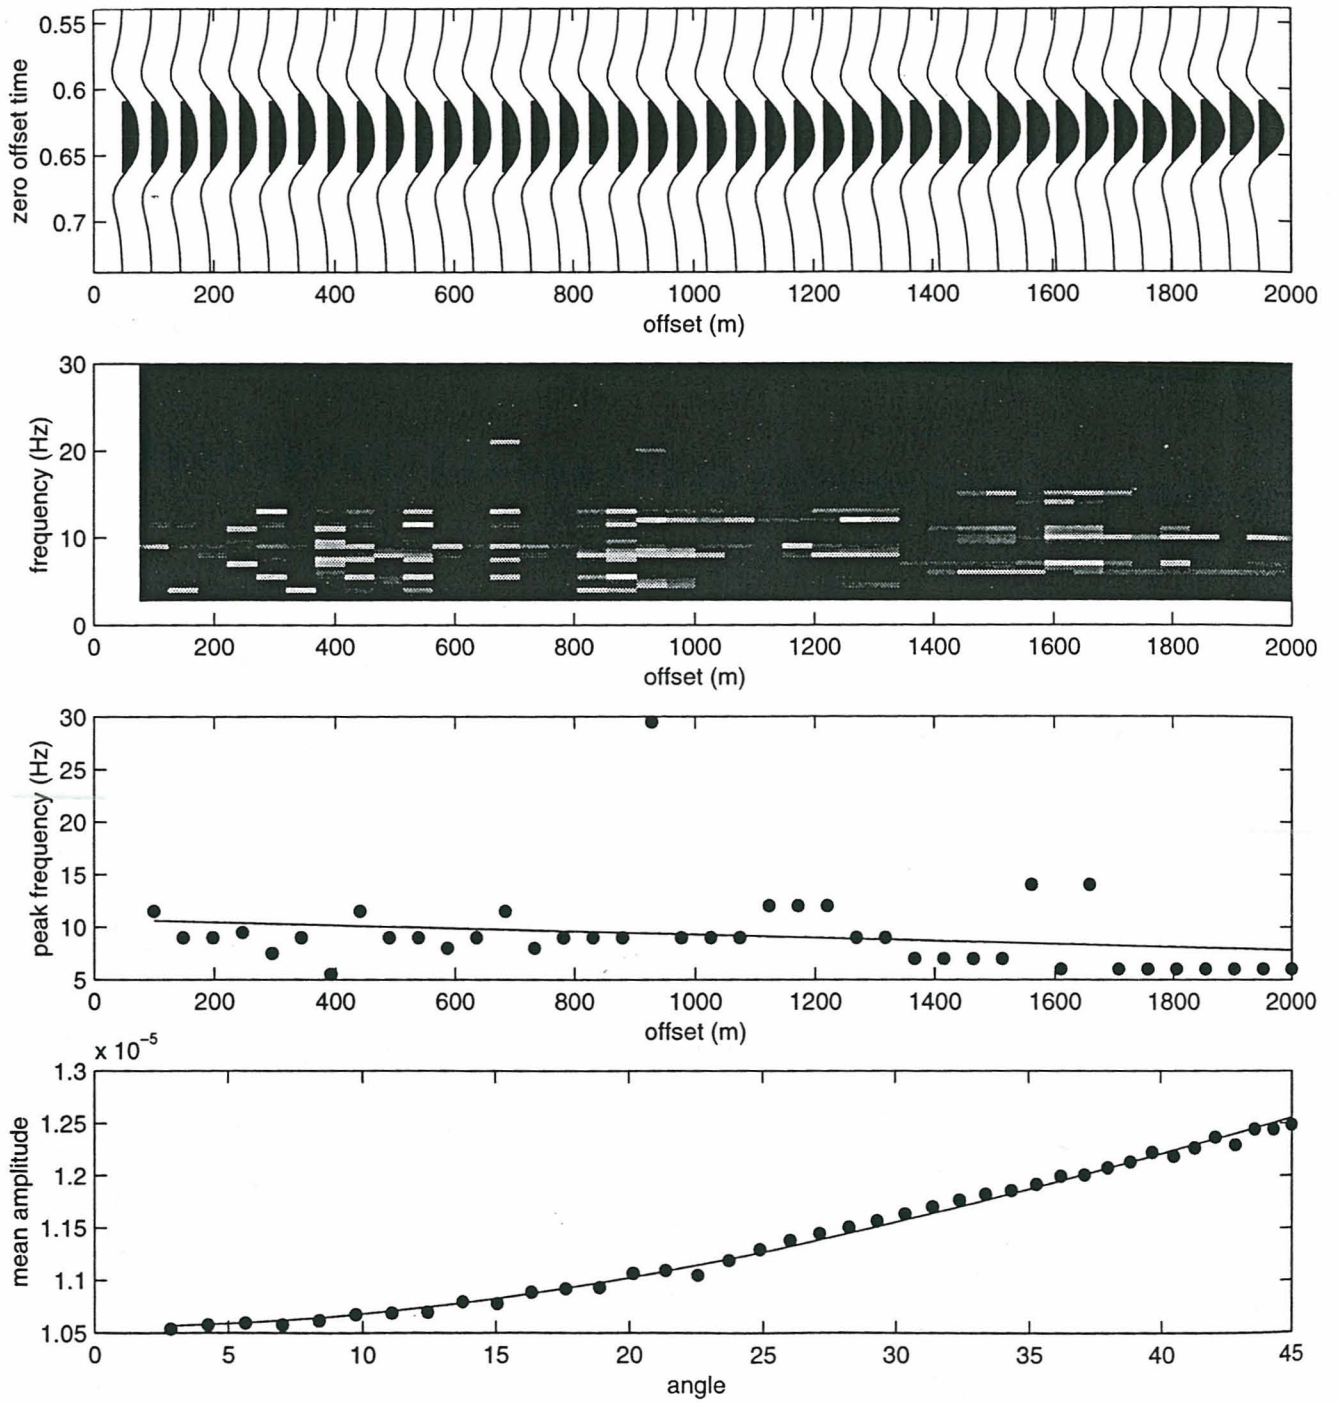 0.55
0.6
0.65
0.7
zero offset time
0 200 400 600 800 1000 1200 1400 1600 1800 2000
offset (m)
30
20
10
0
frequency (Hz)
0 200 400 600 800 1000 1200 1400 1600 1800 2000
offset (m)
30
25
20
15
10
5
peak frequency (Hz)
0 200 400 600 800 1000 1200 1400 1600 1800 2000
offset (m)
x 10⁻⁵
1.3
1.25
1.2
1.15
1.1
1.05
mean amplitude
0 5 10 15 20 25 30 35 40 45
angle